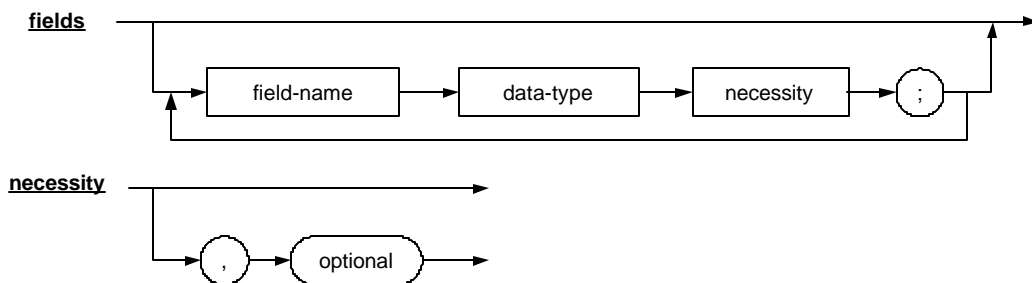 fields
field-name data-type necessity ;
necessity
, optional